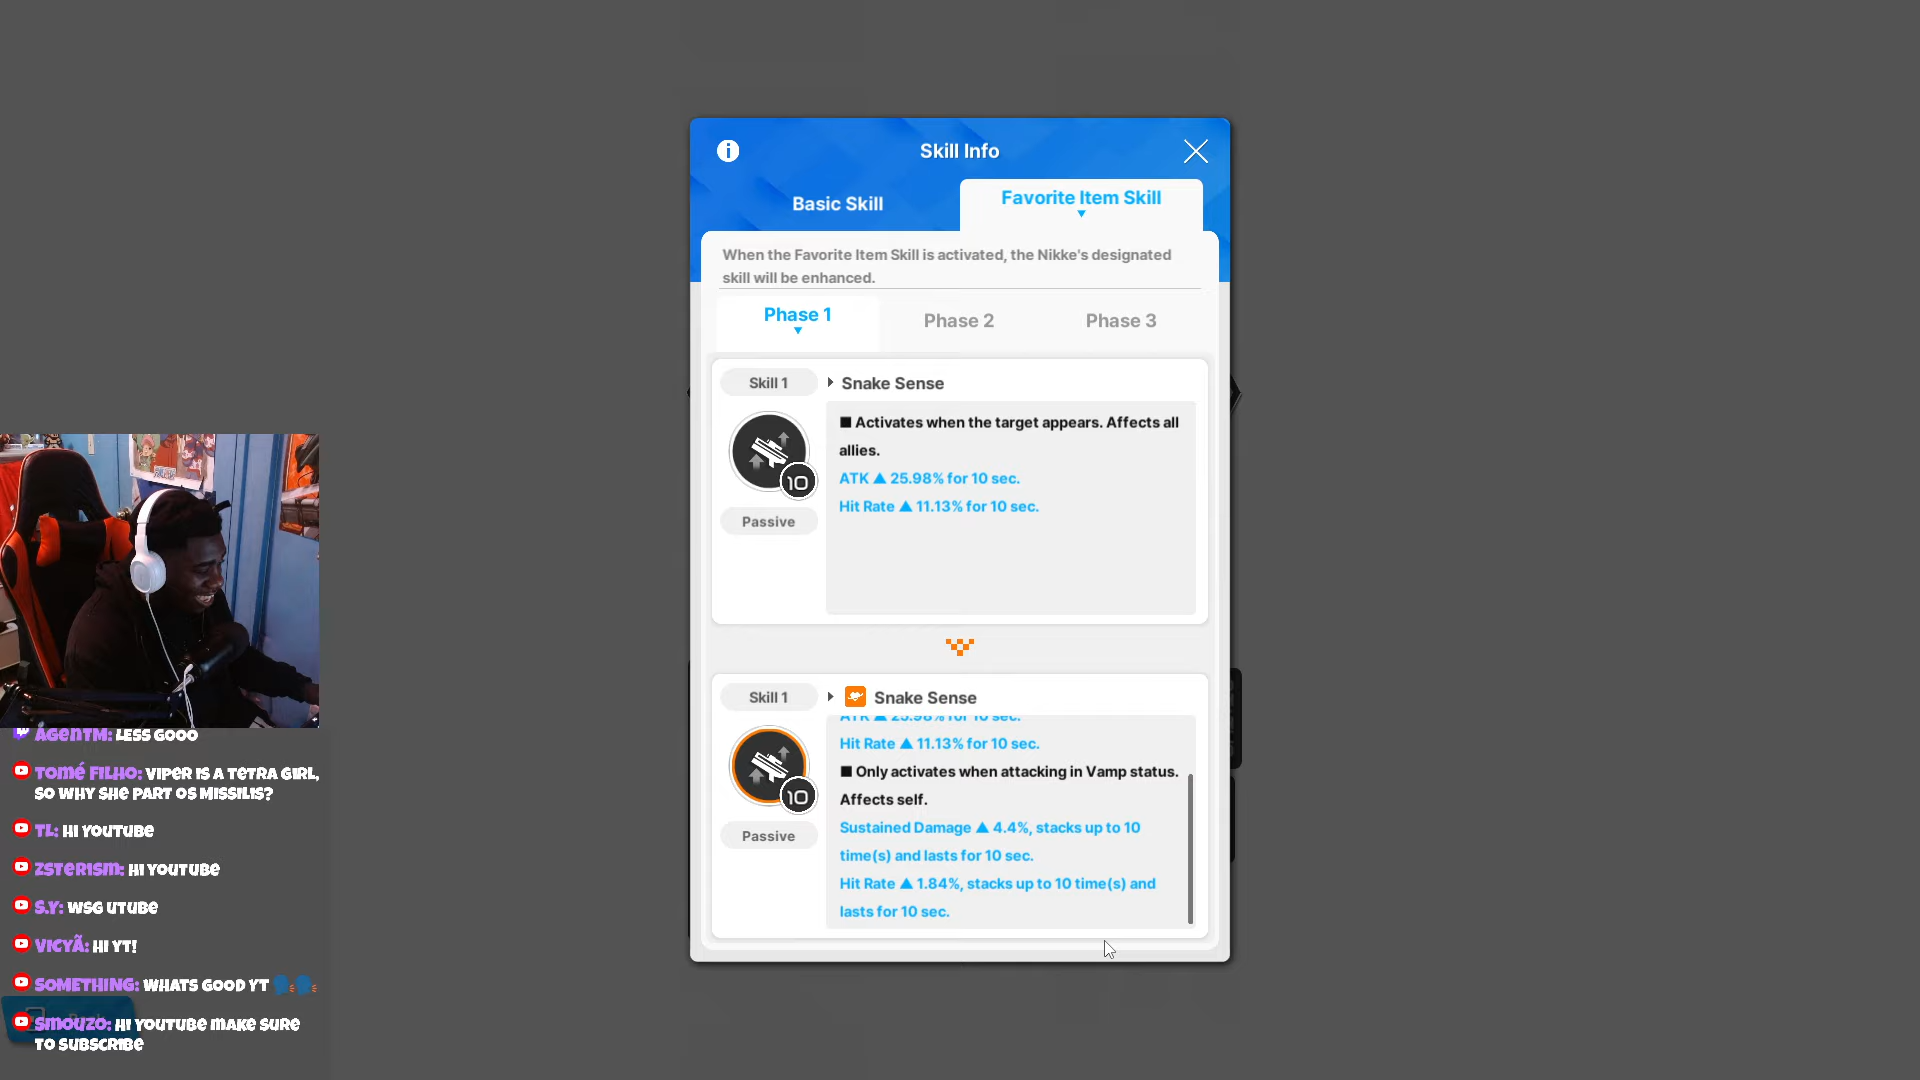 Skill Info
Basic Skill
Favorite Item Skill
When the Favorite Item Skill is activated, the Nikke's designated
skill will be enhanced.
Phase 1
Phase 2
Phase 3
Skill 1
Snake Sense
10
Passive
■ Activates when the target appears. Affects all
allies.
ATK ▲ 25.98% for 10 sec.
Hit Rate ▲ 11.13% for 10 sec.
Skill 1
Snake Sense
10
Passive
ATK ▲ 25.98% for 10 sec.
Hit Rate ▲ 11.13% for 10 sec.
■ Only activates when attacking in Vamp status.
Affects self.
Sustained Damage ▲ 4.4%, stacks up to 10
time(s) and lasts for 10 sec.
Hit Rate ▲ 1.84%, stacks up to 10 time(s) and
lasts for 10 sec.
AGENTM: LESS GOOO
TOMÉ FILHO: VIPER IS A TETRA GIRL,
SO WHY SHE PART OS MISSILIS?
TL: HI YOUTUBE
ZSTERISM: HI YOUTUBE
S.Y: WSG UTUBE
VICYÃ: HI YT!
SOMETHING: WHATS GOOD YT
SMOUZO: HI YOUTUBE MAKE SURE
TO SUBSCRIBE